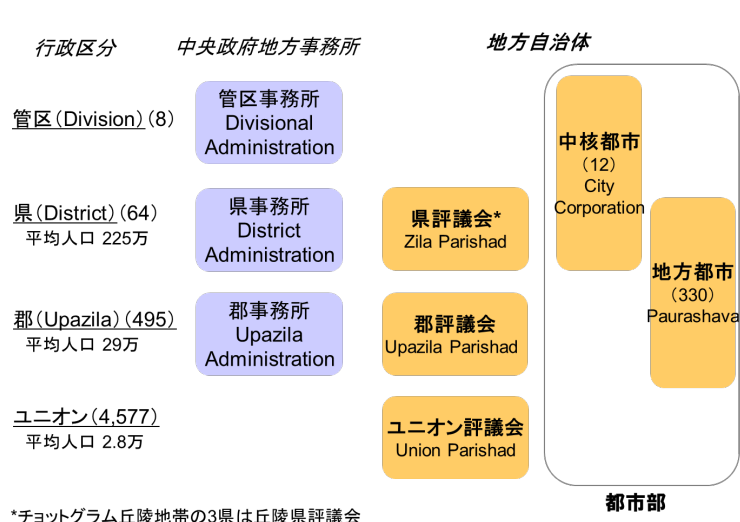 行政区分
中央政府地方事務所
地方自治体
管区（Division）（8）
管区事務所
Divisional
Administration
中核都市
（12）
City
Corporation
県（District）（64）
平均人口 225万
県事務所
District
Administration
県評議会*
Zila Parishad
地方都市
（330）
Paurashava
郡（Upazila）（495）
平均人口 29万
郡事務所
Upazila
Administration
郡評議会
Upazila Parishad
ユニオン（4,577）
平均人口 2.8万
ユニオン評議会
Union Parishad
都市部
*チョットグラム丘陵地帯の3県は丘陵県評議会